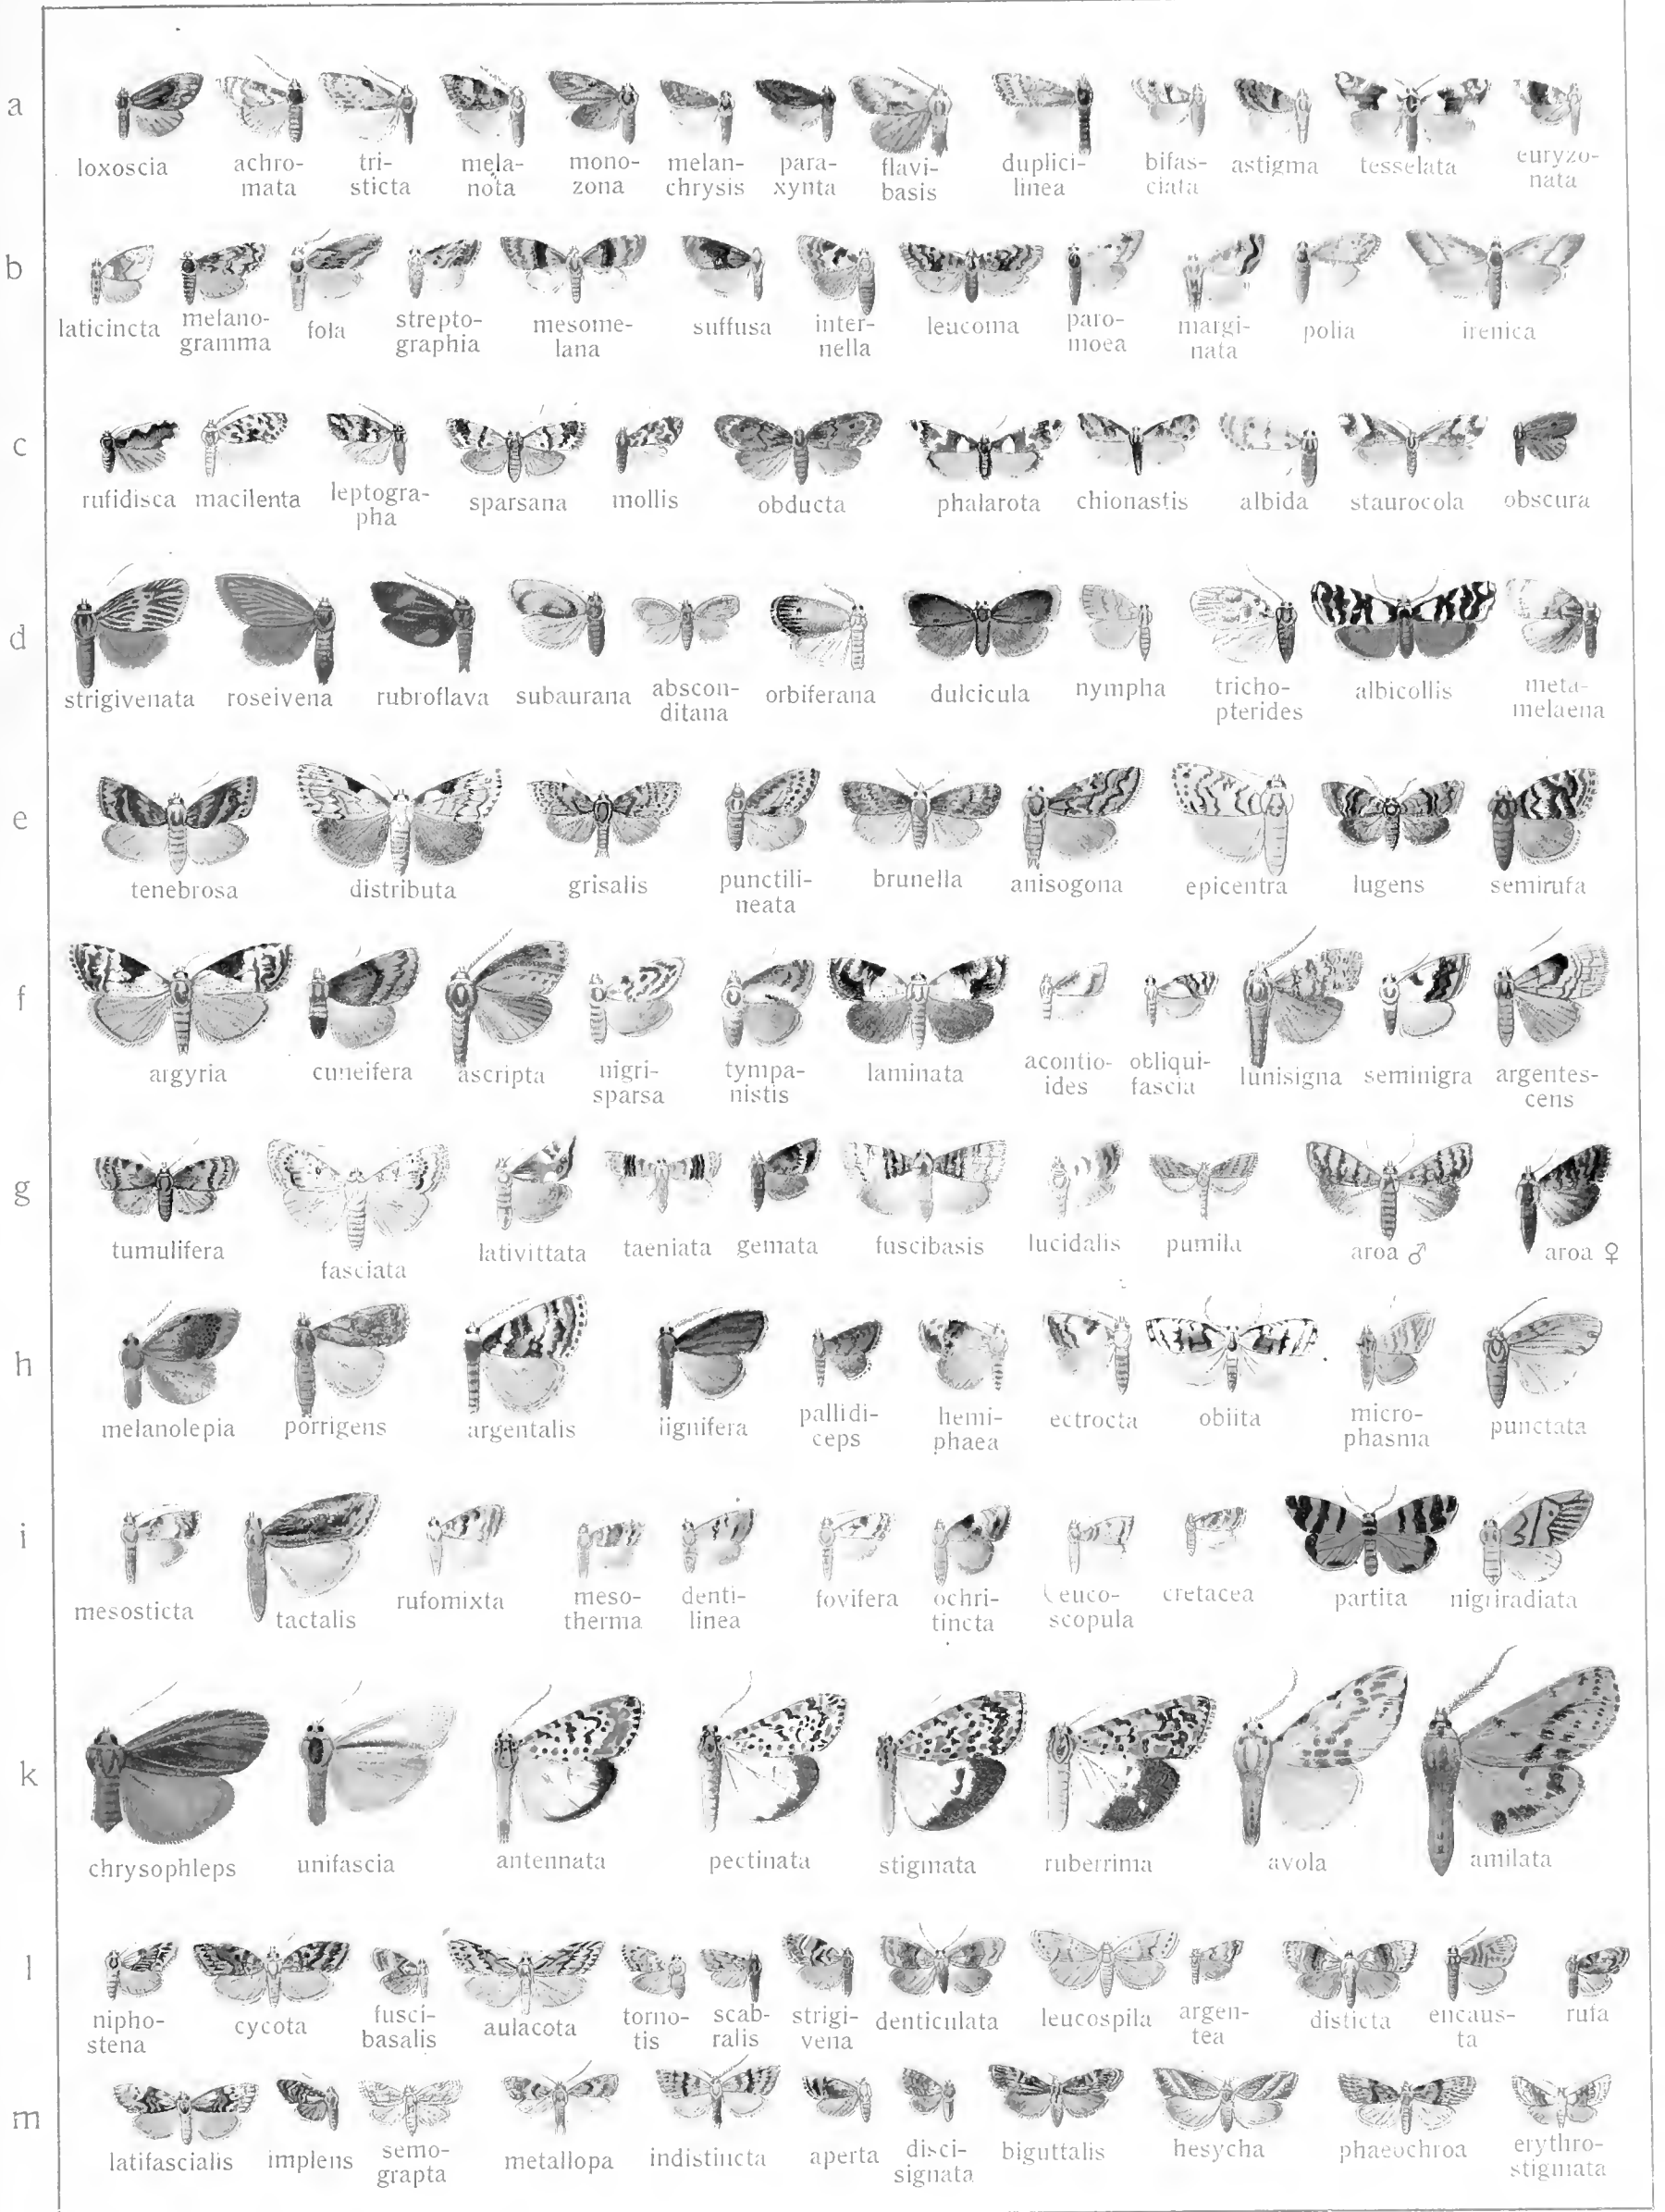 a
loxoscia achro- tri- mela- mono- melan- para- flavi- duplici- bifas- astigma tesselata euryzo-
mata sticta nota zona chrysis xynta basis linea ciata nata
b
laticincta melano- fola strepto- mesome- suffusa inter- leucoma paro- margi- polia irenica
gramma graphia lana nella moea nata
c
rufidisca macilenta leptogra- sparsana mollis obducta phalarota chionastis albida staurocola obscura
pha
d
strigivenata roseivena rubroflava subaurana abscon- orbiferana dulcicula nympha tricho- albicollis meta-
ditana pterides melaena
e
tenebrosa distributa grisalis punctili- brunella anisogona epicentra lugens semirufa
neata
f
argyria cuneifera ascripta nigri- tympa- laminata acontio- obliqui- lunisigna seminigra argentes-
sparsa nistis ides fascia cens
g
tumulifera fasciata lativittata taeniata gemata fuscibasis lucidalis pumila aroa ♂ aroa ♀
h
melanolepia porrigens argentalis lignifera pallidi- hemi- ectrocta obiita micro- punctata
ceps phaea phasma
i
mesosticta tactalis rufomixta meso- denti- fovifera ochri- leuco- cretacea partita nigriradiata
therma linea tincta scopula
k
chrysophleps unifascia antennata pectinata stigmata ruberrima avola amilata
l
nipho- cycota fusci- aulacota torno- scab- strigi- denticulata leucospila argen- disticta encaus- rufa
stena basalis tis ralis vena tea ta
m
latifascialis implens semo- metallopa indistincta aperta disci- biguttalis hesycha phaeochroa erythro-
grapta signata stigmata